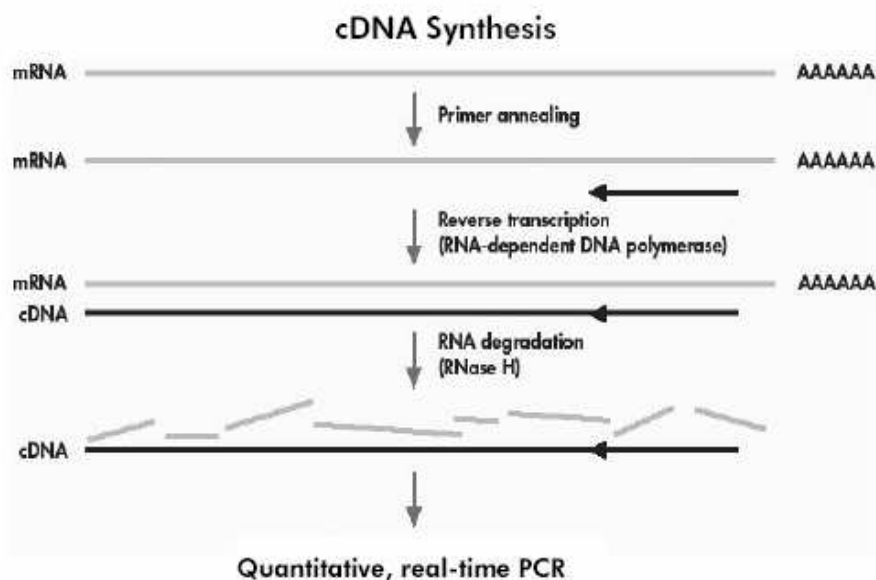 cDNA Synthesis
mRNA AAAAAA
Primer annealing
mRNA AAAAAA
Reverse transcription
(RNA-dependent DNA polymerase)
mRNA AAAAAA
cDNA
RNA degradation
(RNase H)
cDNA
Quantitative, real-time PCR